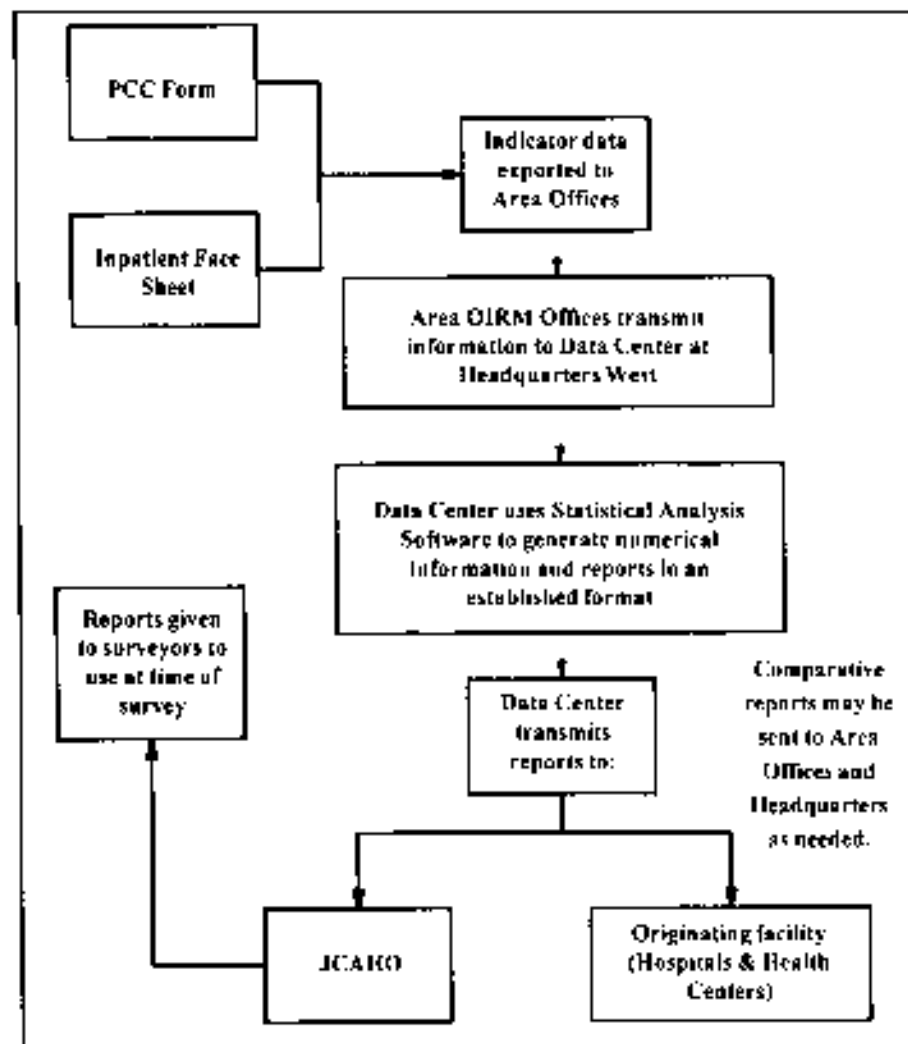 PCC Form
Indicator data
exported to
Area Offices
Inpatient Face
Sheet
Area OIRM Offices transmit
information to Data Center at
Headquarters West
Data Center uses Statistical Analysis
Software to generate numerical
information and reports in an
established format
Reports given
to surveyors to
use at time of
survey
Data Center
transmits
reports to:
Comparative
reports may be
sent to Area
Offices and
Headquarters
as needed.
JCAHO
Originating facility
(Hospitals & Health
Centers)